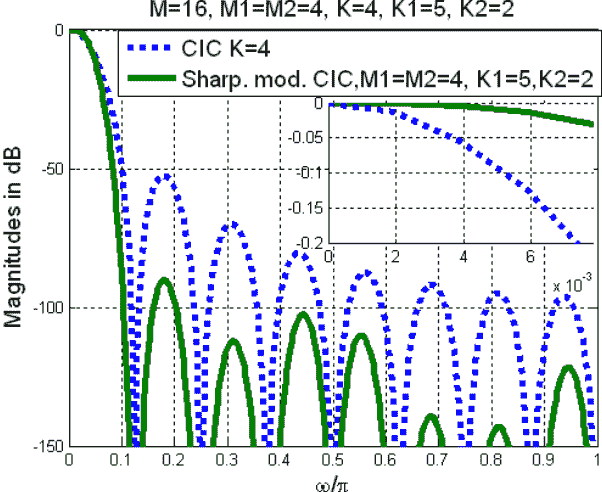 M=16, M1=M2=4, K=4, K1=5, K2=2
CIC K=4
Sharp. mod. CIC,M1=M2=4, K1=5,K2=2
Magnitudes in dB
0
-50
-100
-150
0
-0.05
-0.1
-0.15
-0.2
0 2 4 6
x 10⁻³
0 0.1 0.2 0.3 0.4 0.5 0.6 0.7 0.8 0.9 1
ω/π